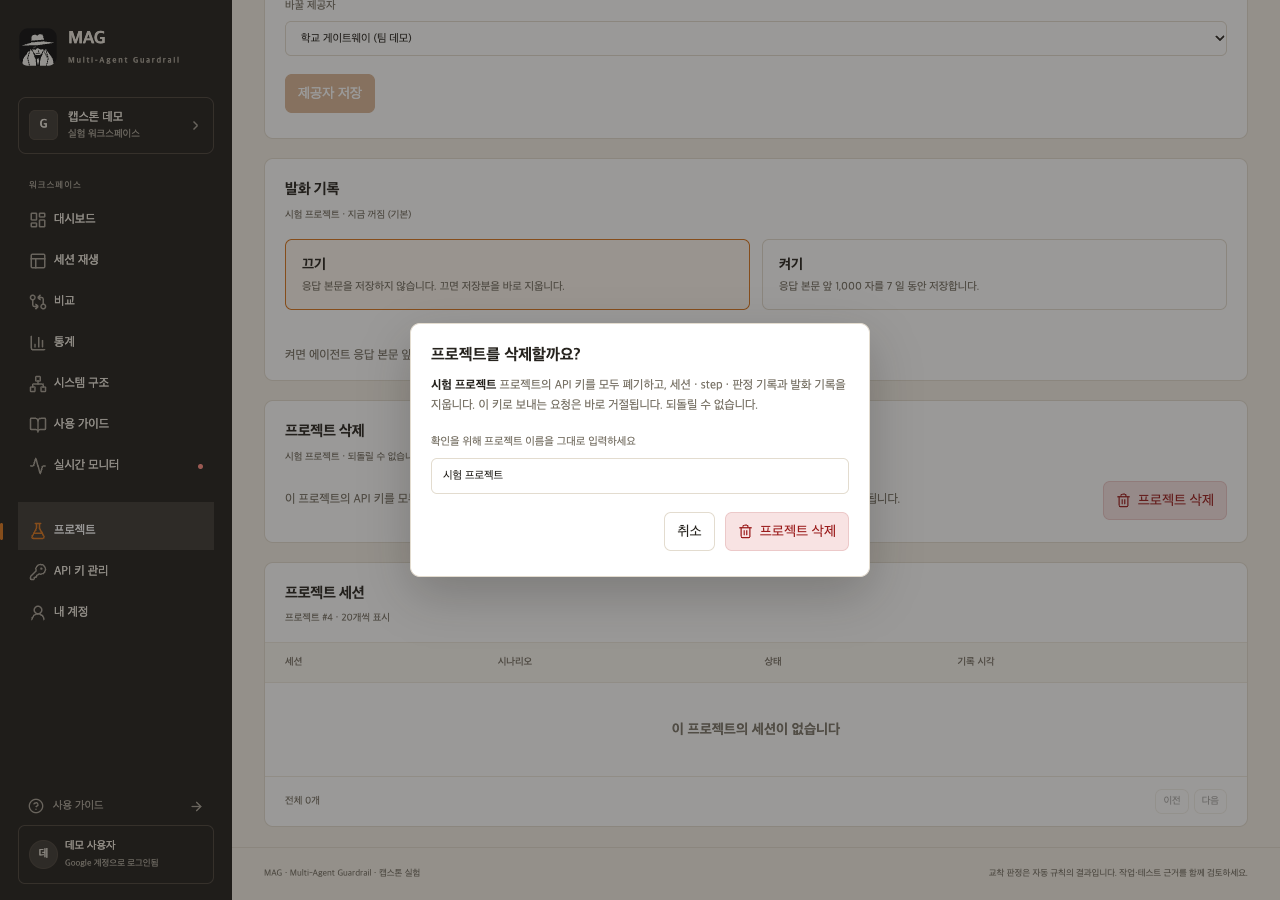 MAG
Multi-Agent Guardrail
G
캡스톤 데모
실험 워크스페이스
워크스페이스
대시보드
세션 재생
비교
통계
시스템 구조
사용 가이드
실시간 모니터
프로젝트
API 키 관리
내 계정
사용 가이드
데
데모 사용자
Google 계정으로 로그인됨
바꿀 제공자
학교 게이트웨이 (팀 데모)
제공자 저장
발화 기록
시험 프로젝트 · 지금 꺼짐 (기본)
끄기
응답 본문을 저장하지 않습니다. 끄면 저장분을 바로 지웁니다.
켜기
응답 본문 앞 1,000 자를 7 일 동안 저장합니다.
켜면 에이전트 응답 본문 앞
프로젝트를 삭제할까요?
시험 프로젝트 프로젝트의 API 키를 모두 폐기하고, 세션 · step · 판정 기록과 발화 기록을
지웁니다. 이 키로 보내는 요청은 바로 거절됩니다. 되돌릴 수 없습니다.
확인을 위해 프로젝트 이름을 그대로 입력하세요
시험 프로젝트
취소
프로젝트 삭제
프로젝트 삭제
시험 프로젝트 · 되돌릴 수 없습니
이 프로젝트의 API 키를 모
됩니다.
프로젝트 삭제
프로젝트 세션
프로젝트 #4 · 20개씩 표시
세션 시나리오 상태 기록 시각
이 프로젝트의 세션이 없습니다
전체 0개
이전 다음
MAG · Multi-Agent Guardrail · 캡스톤 실험
교착 판정은 자동 규칙의 결과입니다. 작업·테스트 근거를 함께 검토하세요.